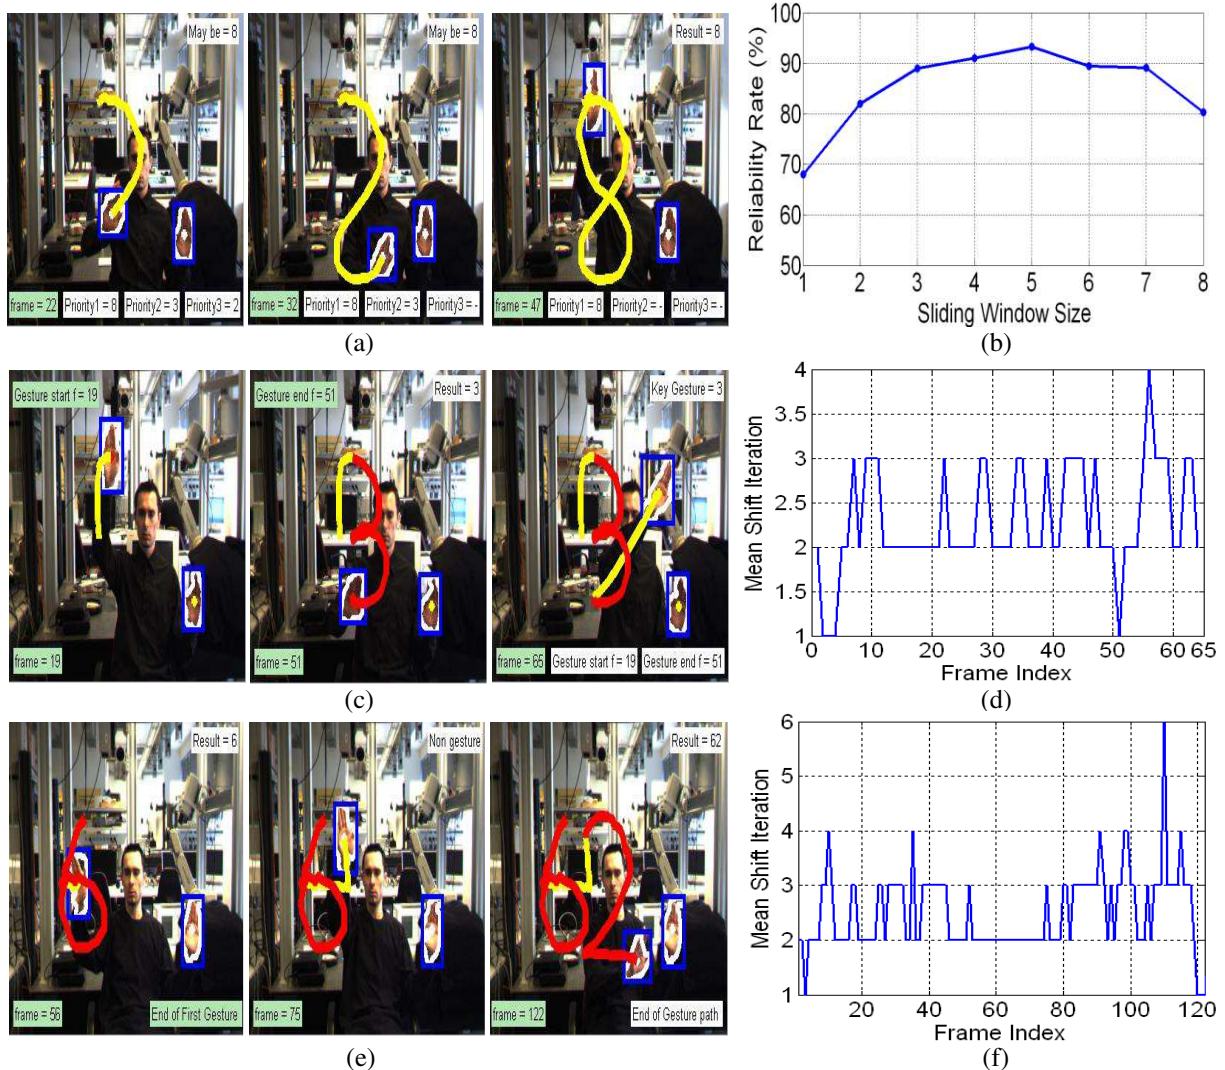 May be = 8
frame = 22 Priority1 = 8 Priority2 = 3 Priority3 = 2
May be = 8
frame = 32 Priority1 = 8 Priority2 = 3 Priority3 = -
Result = 8
frame = 47 Priority1 = 8 Priority2 = - Priority3 = -
(a)
Reliability Rate (%)
100
90
80
70
60
50
1 2 3 4 5 6 7 8
Sliding Window Size
(b)
Gesture start f = 19
frame = 19
Gesture end f = 51
Result = 3
frame = 51
Key Gesture = 3
frame = 65 Gesture start f = 19 Gesture end f = 51
(c)
Mean Shift Iteration
4
3.5
3
2.5
2
1.5
1
0 10 20 30 40 50 60 65
Frame Index
(d)
Result = 6
frame = 56 End of First Gesture
Non gesture
frame = 75
Result = 62
frame = 122 End of Gesture path
(e)
Mean Shift Iteration
6
5
4
3
2
1
20 40 60 80 100 120
Frame Index
(f)